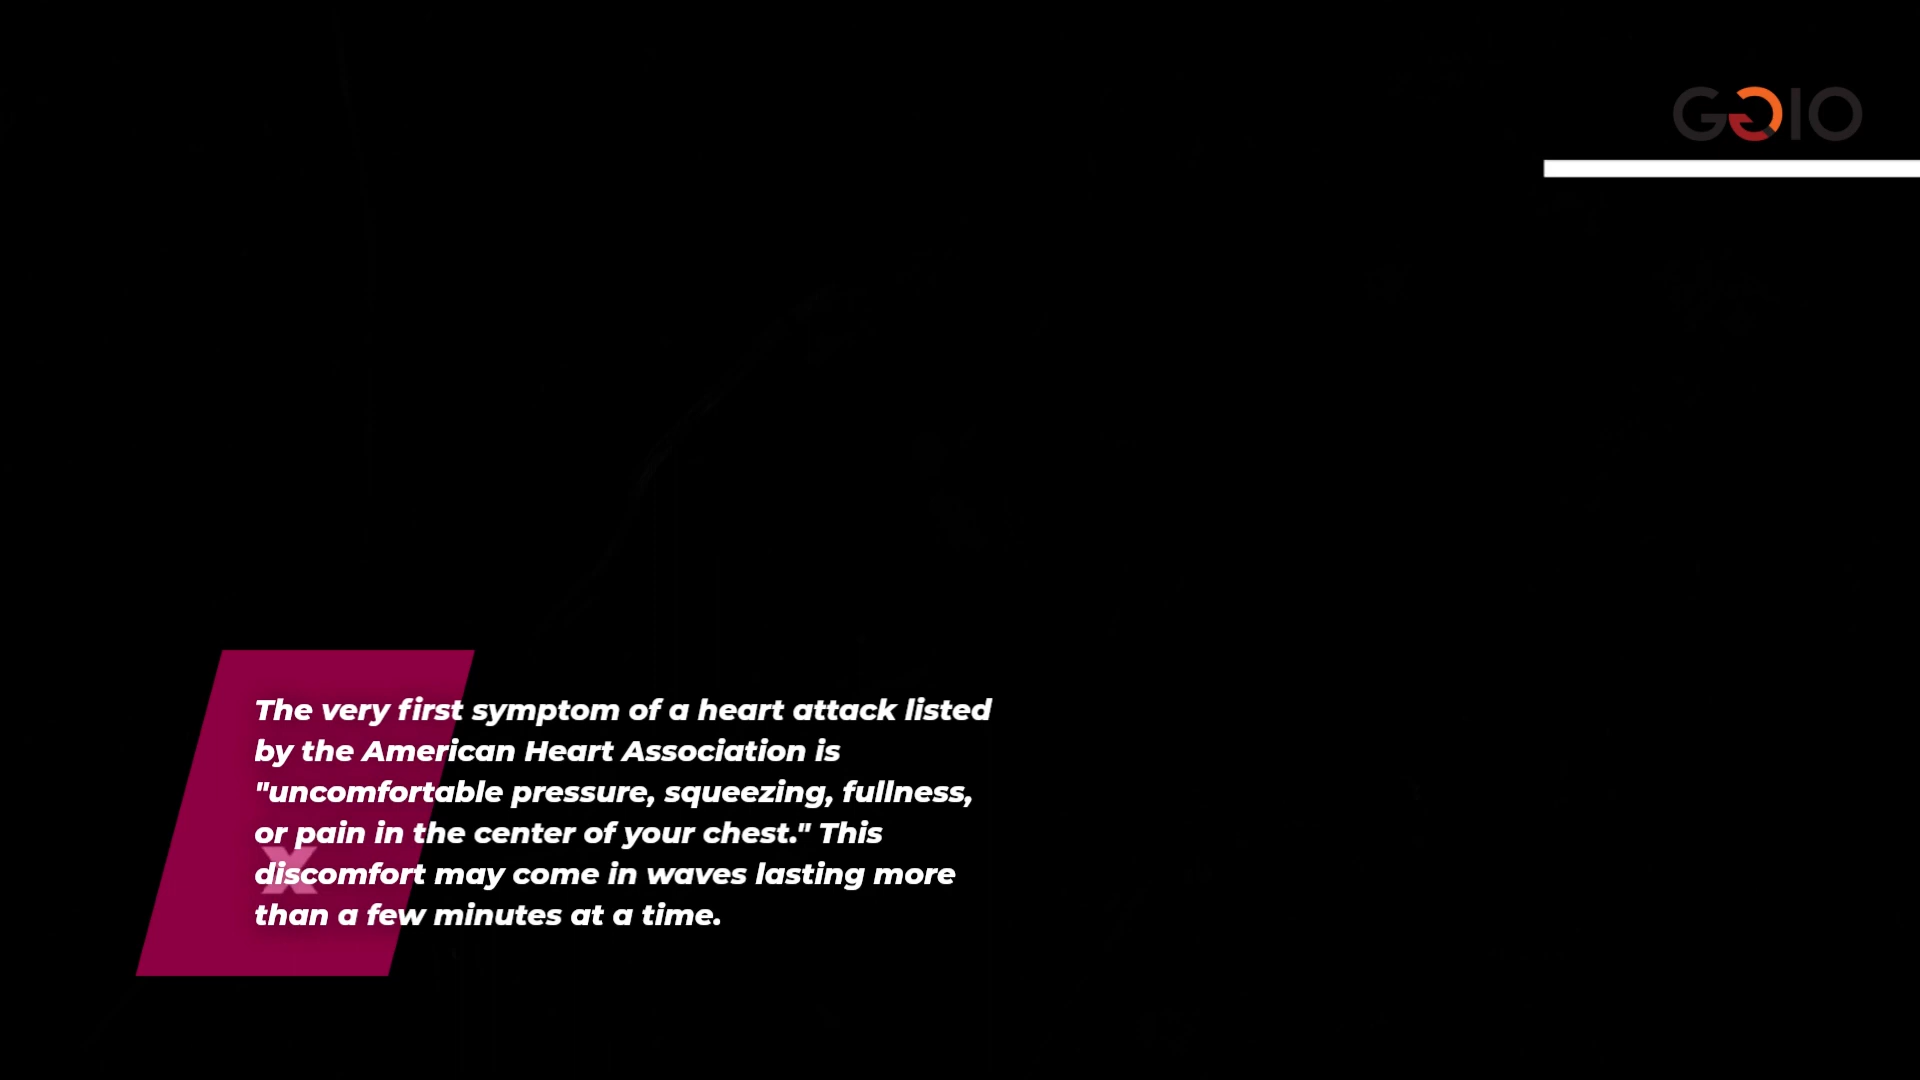 GGIO
The very first symptom of a heart attack listed
by the American Heart Association is
"uncomfortable pressure, squeezing, fullness,
or pain in the center of your chest." This
discomfort may come in waves lasting more
than a few minutes at a time.
X